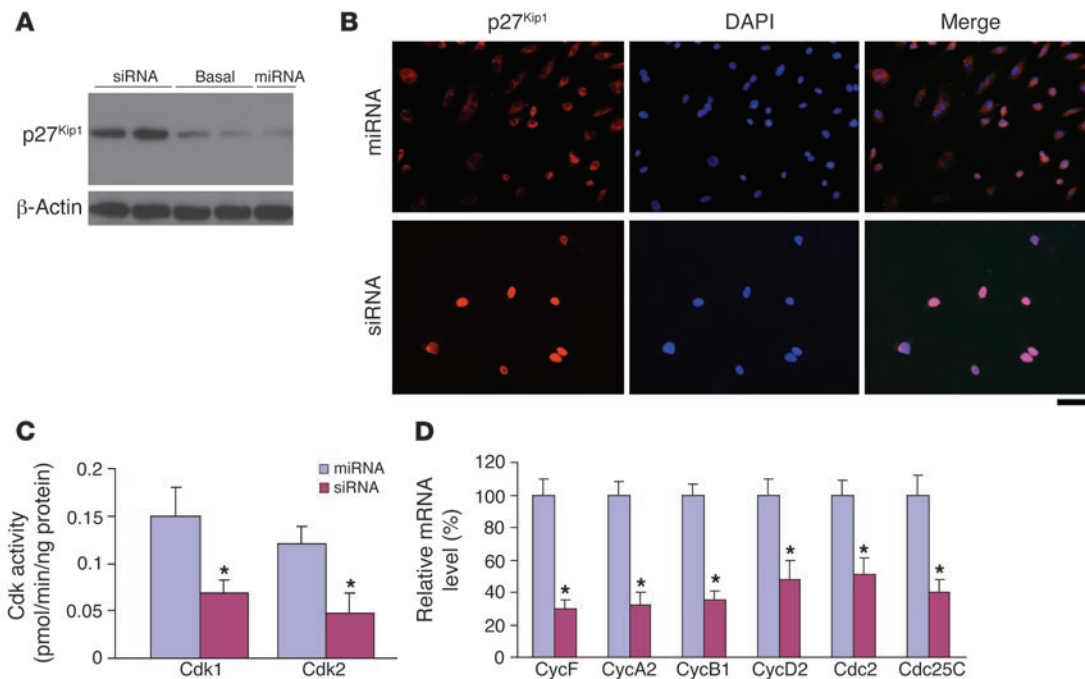 A
siRNA Basal miRNA
p27Kip1
β-Actin
B
p27Kip1 DAPI Merge
miRNA
siRNA
C
Cdk activity
(pmol/min/ng protein)
0.2
0.15
0.1
0.05
0
miRNA
siRNA
*
*
Cdk1 Cdk2
D
Relative mRNA
level (%)
120
100
80
60
40
20
0
* * * * * *
CycF CycA2 CycB1 CycD2 Cdc2 Cdc25C